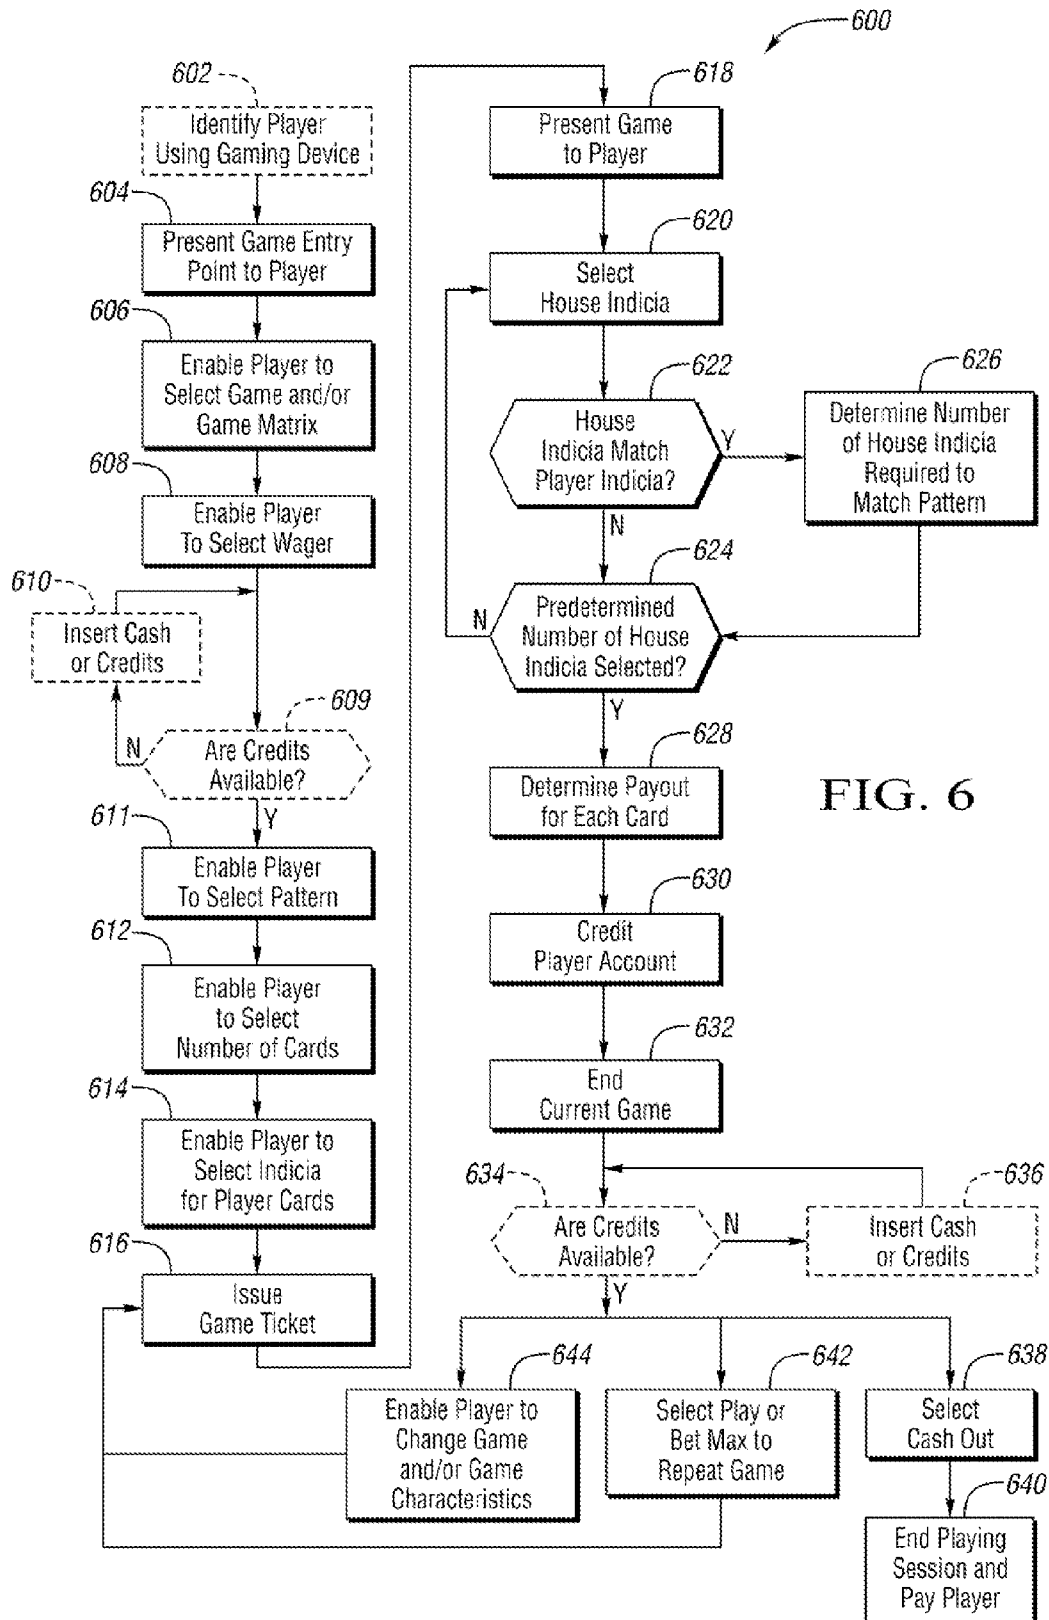 600
602
Identify Player
Using Gaming Device
604
Present Game Entry
Point to Player
606
Enable Player to
Select Game and/or
Game Matrix
608
Enable Player
To Select Wager
610
Insert Cash
or Credits
609
Are Credits
Available?
N
Y
611
Enable Player
To Select Pattern
612
Enable Player
to Select
Number of Cards
614
Enable Player to
Select Indicia
for Player Cards
616
Issue
Game Ticket
618
Present Game
to Player
620
Select
House Indicia
622
House
Indicia Match
Player Indicia?
Y
N
626
Determine Number
of House Indicia
Required to
Match Pattern
624
Predetermined
Number of House
Indicia Selected?
N
Y
628
Determine Payout
for Each Card
FIG. 6
630
Credit
Player Account
632
End
Current Game
634
Are Credits
Available?
N
Y
636
Insert Cash
or Credits
644
Enable Player to
Change Game
and/or Game
Characteristics
642
Select Play or
Bet Max to
Repeat Game
638
Select
Cash Out
640
End Playing
Session and
Pay Player